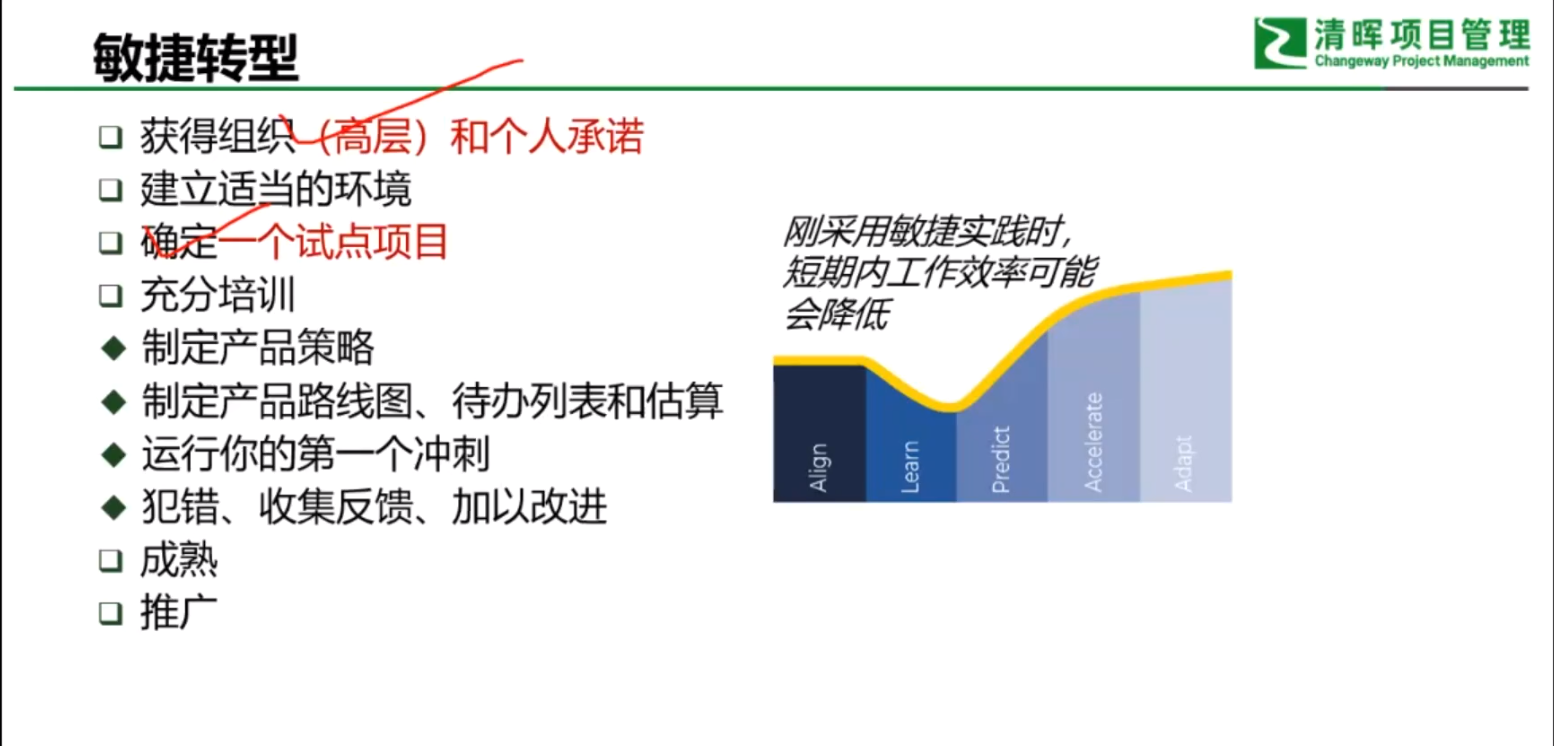 敏捷转型
清晖项目管理
Changeway Project Management
获得组织（高层）和个人承诺
建立适当的环境
确定一个试点项目
充分培训
制定产品策略
制定产品路线图、待办列表和估算
运行你的第一个冲刺
犯错、收集反馈、加以改进
成熟
推广
刚采用敏捷实践时，
短期内工作效率可能
会降低
Align
Learn
Predict
Accelerate
Adapt